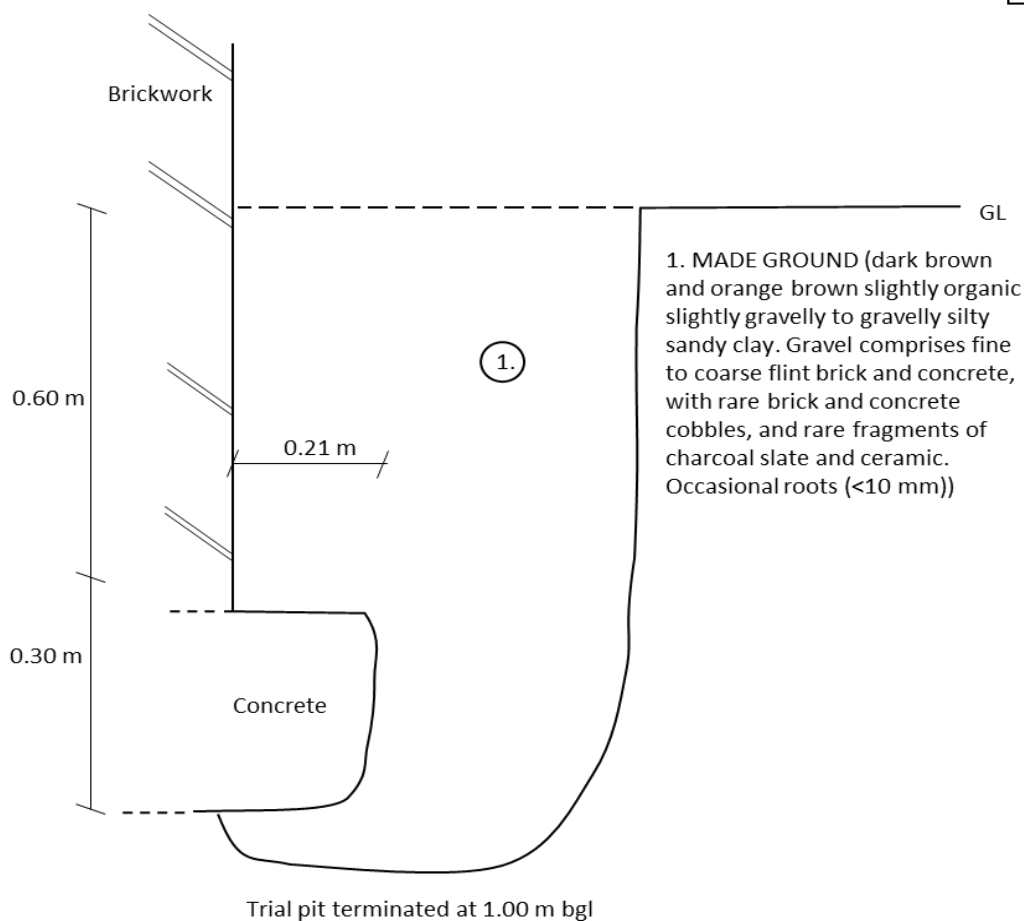 Brickwork
GL
1. MADE GROUND (dark brown
and orange brown slightly organic
slightly gravelly to gravelly silty
sandy clay. Gravel comprises fine
to coarse flint brick and concrete,
with rare brick and concrete
cobbles, and rare fragments of
charcoal slate and ceramic.
Occasional roots (<10 mm))
1.
0.60 m
0.21 m
0.30 m
Concrete
Trial pit terminated at 1.00 m bgl